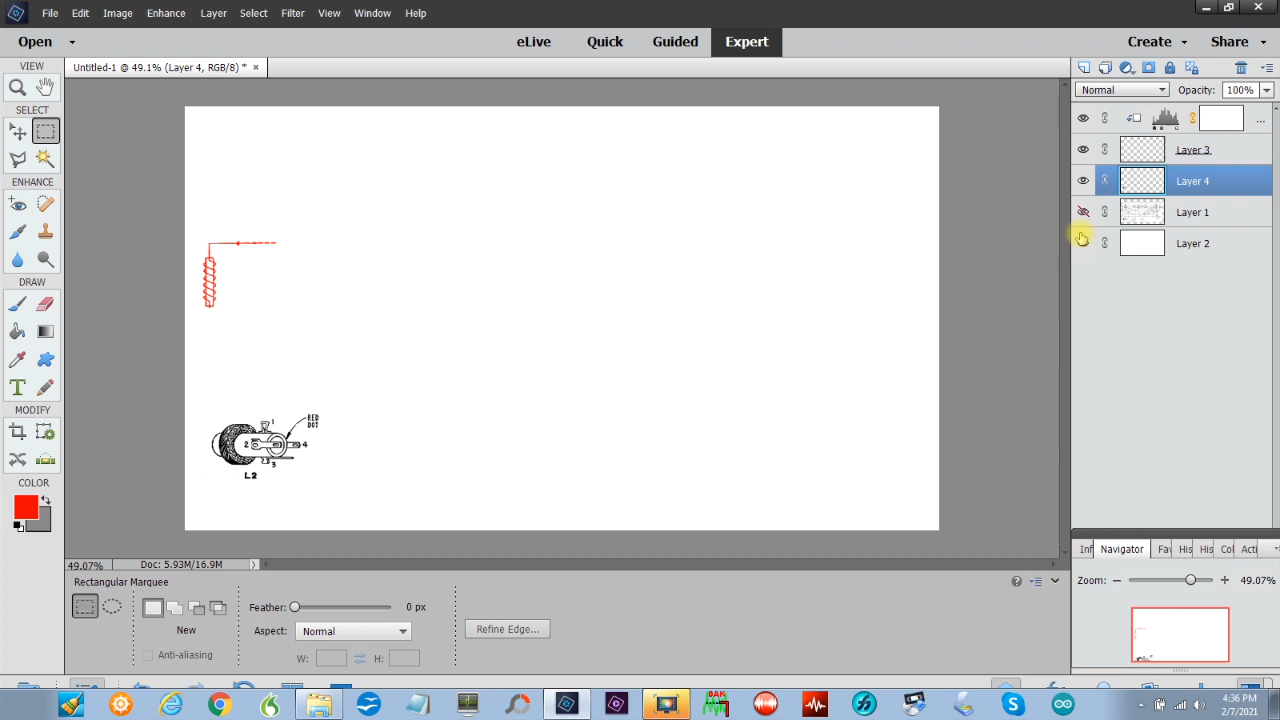 File Edit Image Enhance Layer Select Filter View Window Help
Open eLive Quick Guided Expert Create Share
Untitled-1 @ 49.1% (Layer 4, RGB/8) * ×
VIEW
SELECT
ENHANCE
DRAW
T
MODIFY
COLOR
Normal Opacity: 100%
...
Layer 3
Layer 4
Layer 1
Layer 2
RED
DOT
1
2
4
3
L2
Navigator
Zoom: 49.07%
49.07% Doc: 5.93M/16.9M
Rectangular Marquee
New
Anti-aliasing
Feather: 0 px
Aspect: Normal
W: H:
Refine Edge...
DAK
4:36 PM
2/7/2021